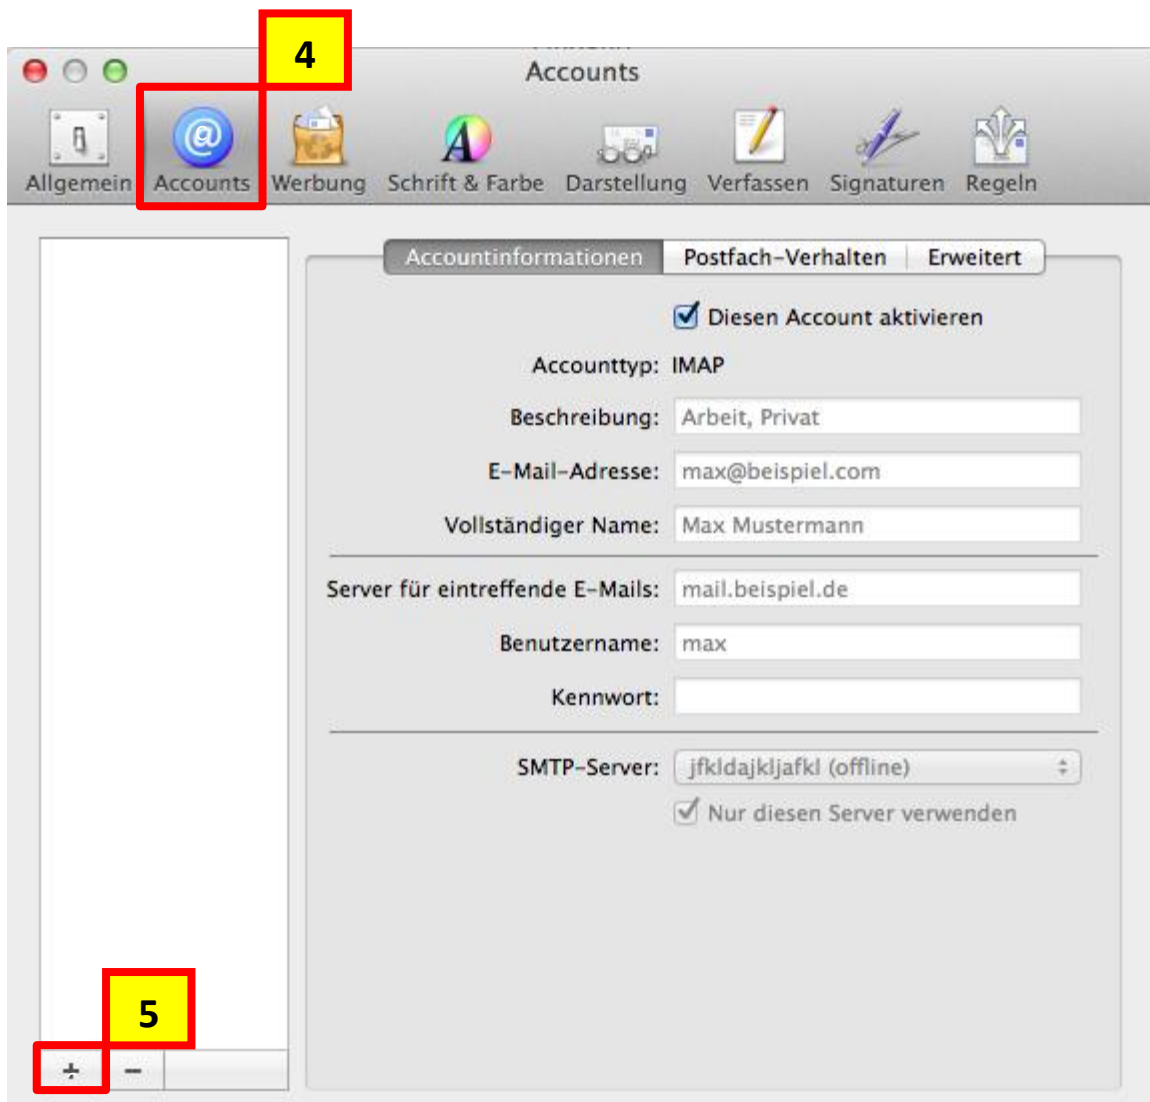 4
Accounts
Allgemein Accounts Werbung Schrift & Farbe Darstellung Verfassen Signaturen Regeln
Accountinformationen Postfach-Verhalten Erweitert
Diesen Account aktivieren
Accounttyp: IMAP
Beschreibung: Arbeit, Privat
E-Mail-Adresse: max@beispiel.com
Vollständiger Name: Max Mustermann
Server für eintreffende E-Mails: mail.beispiel.de
Benutzername: max
Kennwort:
SMTP-Server: jfkldajkljafkl (offline)
Nur diesen Server verwenden
5
+ −